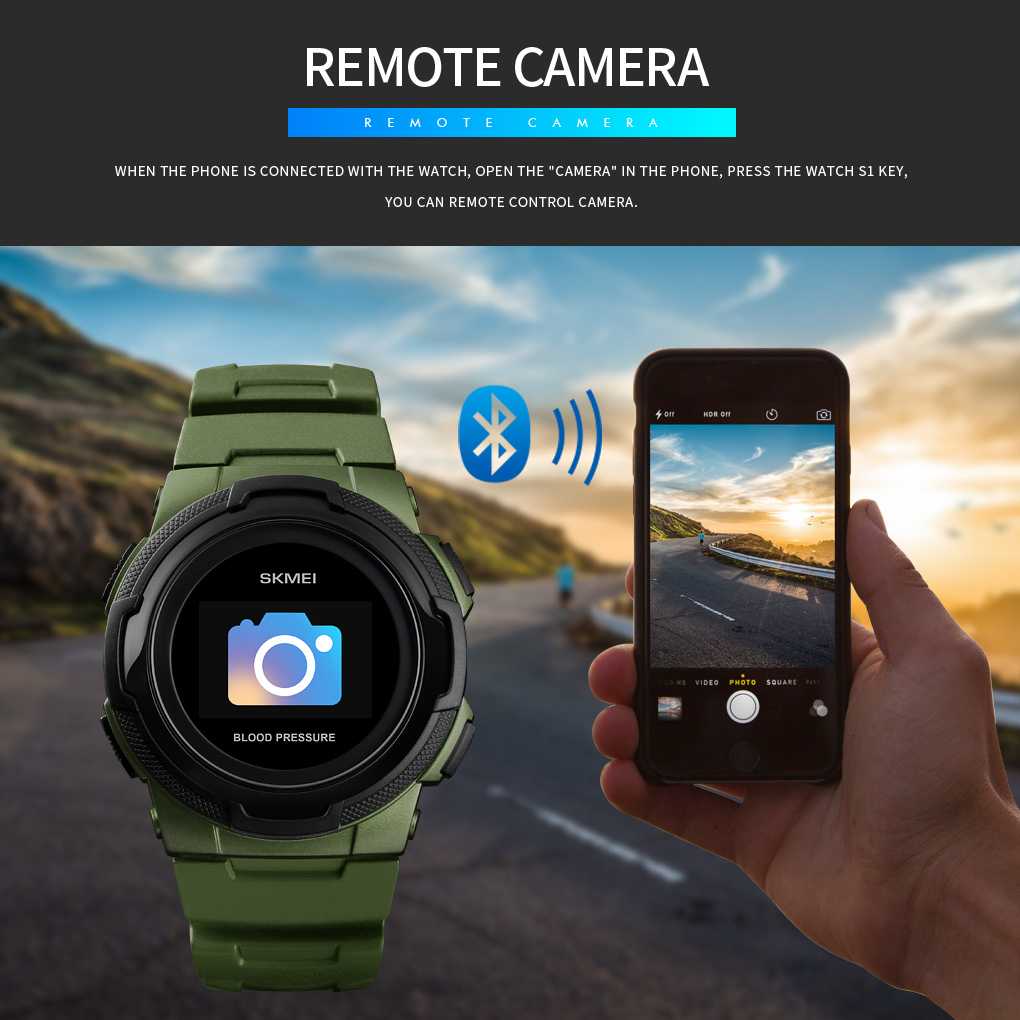 REMOTE CAMERA
REMOTE CAMERA
WHEN THE PHONE IS CONNECTED WITH THE WATCH, OPEN THE "CAMERA" IN THE PHONE, PRESS THE WATCH S1 KEY,
YOU CAN REMOTE CONTROL CAMERA.
Off HDR Off
SKMEI
VIDEO PHOTO SQUARE
BLOOD PRESSURE